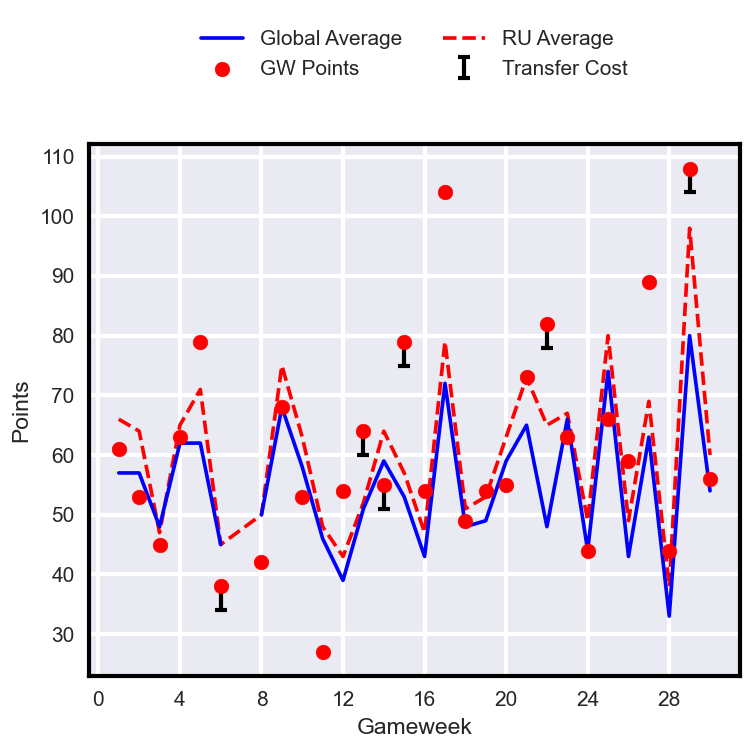 Global Average
RU Average
GW Points
Transfer Cost
110
100
90
80
70
60
50
40
30
Points
0 4 8 12 16 20 24 28
Gameweek